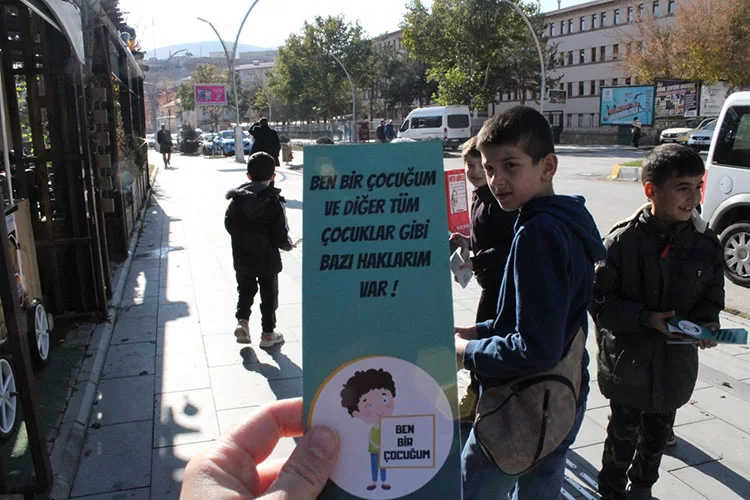 BEN BİR ÇOCUĞUM
VE DİĞER TÜM
ÇOCUKLAR GİBİ
BAZI HAKLARIM
VAR !
BEN
BİR
ÇOCUĞUM